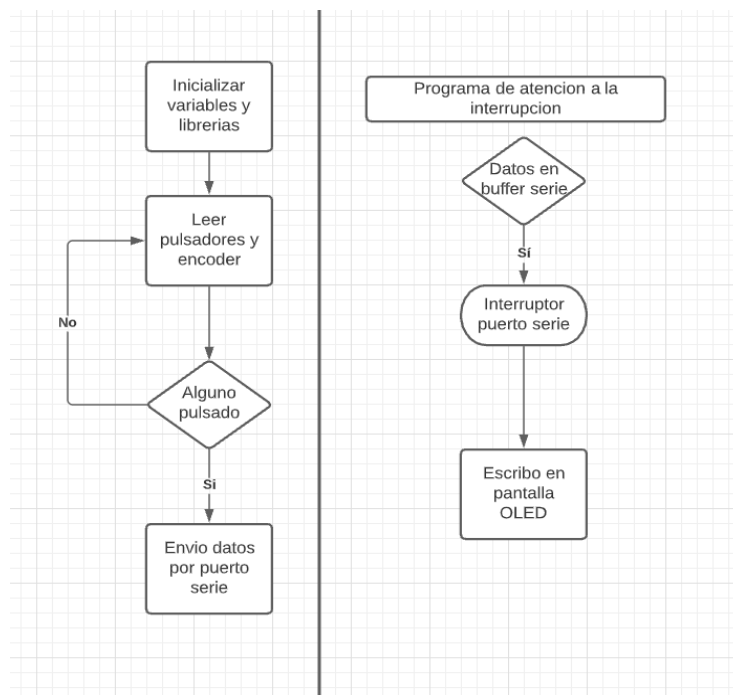 Inicializar
variables y
librerias
Leer
pulsadores y
encoder
No
Alguno
pulsado
Si
Envio datos
por puerto
serie
Programa de atencion a la
interrupcion
Datos en
buffer serie
Sí
Interruptor
puerto serie
Escribo en
pantalla
OLED